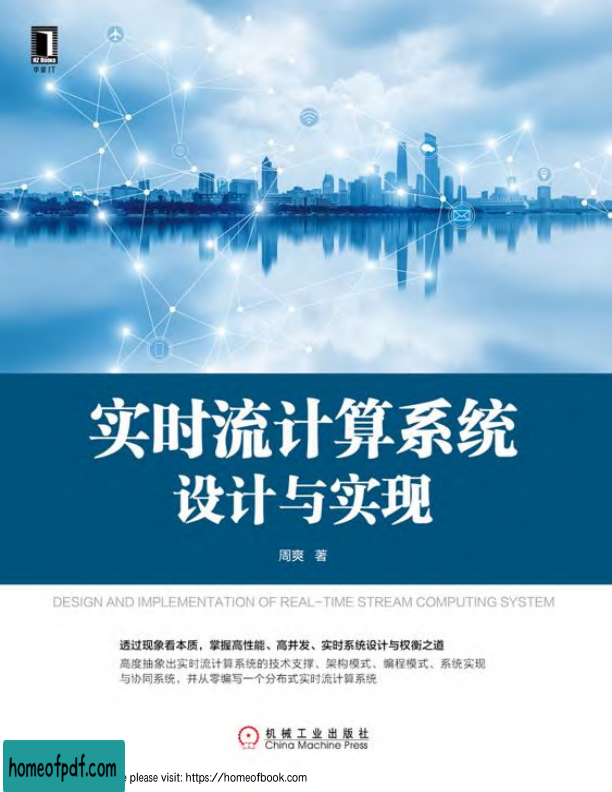 HZ Books
华章IT
实时流计算系统
设计与实现
周爽 著
DESIGN AND IMPLEMENTATION OF REAL-TIME STREAM COMPUTING SYSTEM
透过现象看本质，掌握高性能、高并发、实时系统设计与权衡之道
高度抽象出实时流计算系统的技术支撑、架构模式、编程模式、系统实现
与协同系统，并从零编写一个分布式实时流计算系统
机械工业出版社
China Machine Press
homeofpdf.com
please visit: https://homeofbook.com